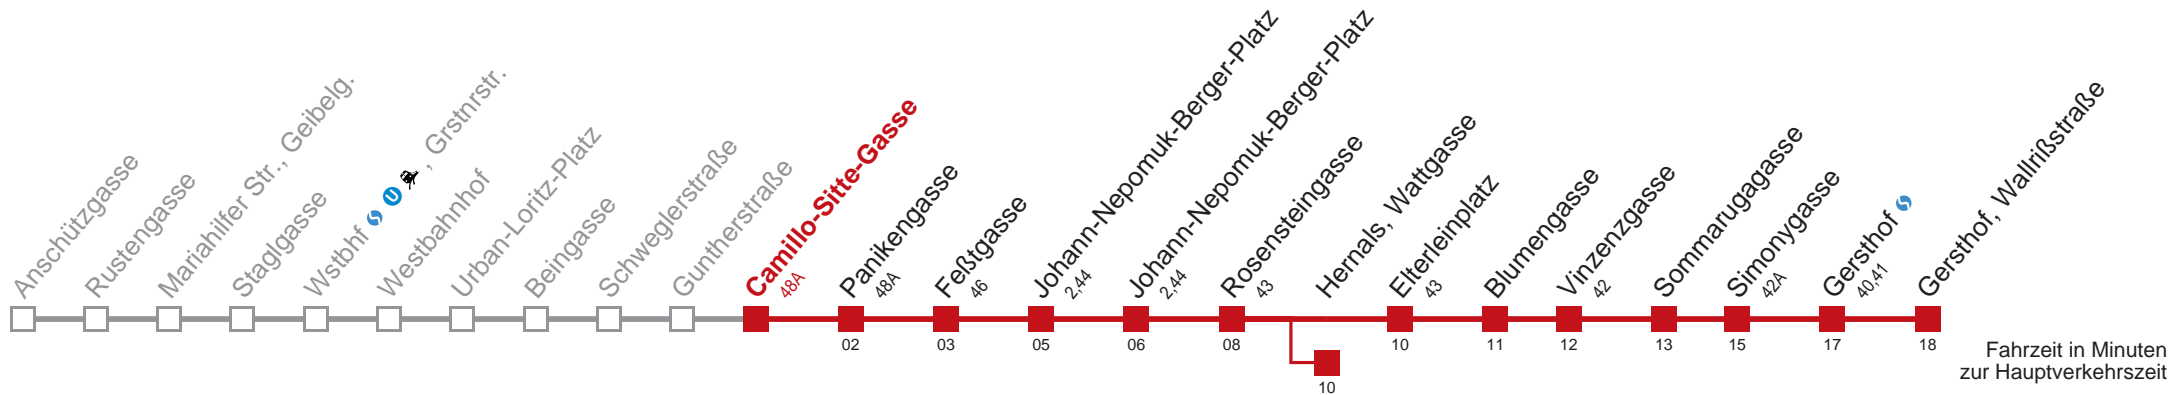 Anschützgasse
Rustengasse
Mariahilfer Str., Geibelg.
Staglgasse
Wstbhf S U , Grstnrstr.
Westbahnhof
Urban-Loritz-Platz
Beingasse
Schweglerstraße
Guntherstraße
Camillo-Sitte-Gasse
48A
Panikengasse
48A
02
Feßtgasse
46
03
Johann-Nepomuk-Berger-Platz
2,44
05
Johann-Nepomuk-Berger-Platz
2,44
06
Rosensteingasse
43
08
Hernals, Wattgasse
10
Elterleinplatz
43
10
Blumengasse
11
Vinzenzgasse
42
12
Sommarugagasse
13
Simonygasse
42A
15
Gersthof S
40,41
17
Gersthof, Wallrißstraße
18
Fahrzeit in Minuten
zur Hauptverkehrszeit